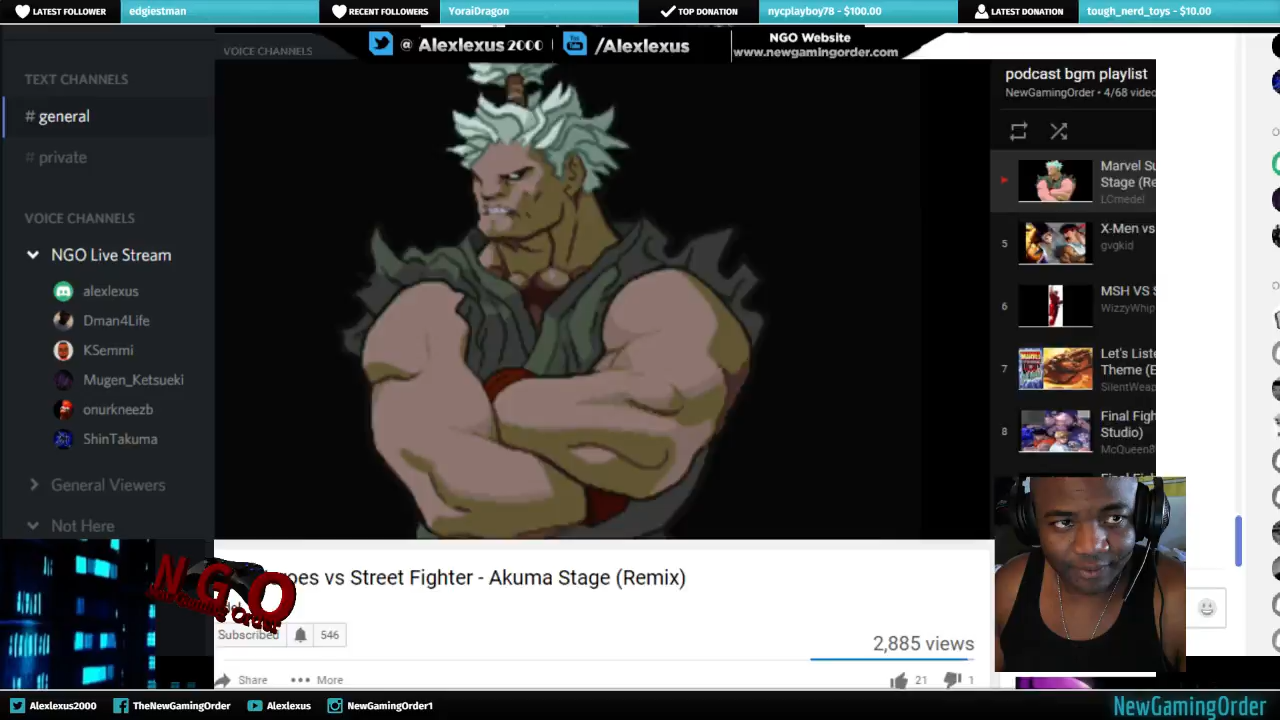 LATEST FOLLOWER
edgiestman
RECENT FOLLOWERS
YoraiDragon
TOP DONATION
nycplayboy78 - $100.00
LATEST DONATION
tough_nerd_toys - $10.00
VOICE CHANNELS
@ Alexlexus2000
/Alexlexus
NGO Website
www.newgamingorder.com
TEXT CHANNELS
# general
# private
VOICE CHANNELS
NGO Live Stream
alexlexus
Dman4Life
KSemmi
Mugen_Ketsueki
onurkneezb
ShinTakuma
General Viewers
Not Here
podcast bgm playlist
NewGamingOrder • 4/68 video
Marvel Su
Stage (Re
LCmedel
5
X-Men vs
gvgkid
6
MSH VS S
WizzyWhip
7
Let's Liste
Theme (E
SilentWeap
8
Final Figh
Studio)
McQueen8
NGO
oes vs Street Fighter - Akuma Stage (Remix)
Subscribed
546
2,885 views
Share
More
21
1
Alexlexus2000
TheNewGamingOrder
Alexlexus
NewGamingOrder1
NewGamingOrder